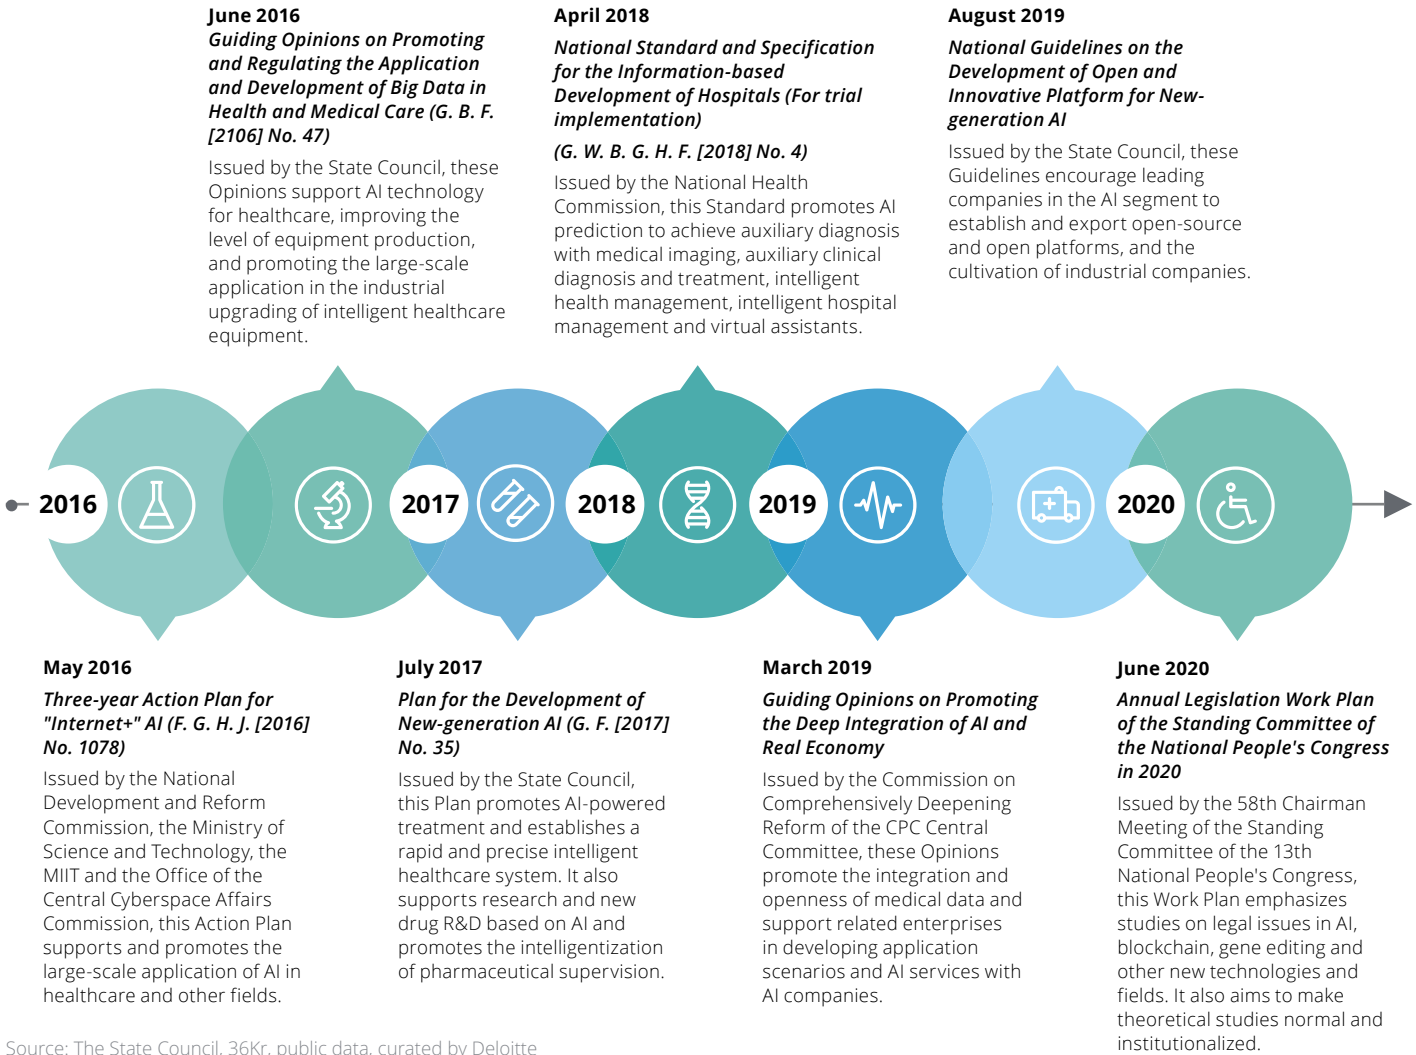 June 2016
Guiding Opinions on Promoting
and Regulating the Application
and Development of Big Data in
Health and Medical Care (G. B. F.
[2106] No. 47)
Issued by the State Council, these
Opinions support AI technology
for healthcare, improving the
level of equipment production,
and promoting the large-scale
application in the industrial
upgrading of intelligent healthcare
equipment.
April 2018
National Standard and Specification
for the Information-based
Development of Hospitals (For trial
implementation)
(G. W. B. G. H. F. [2018] No. 4)
Issued by the National Health
Commission, this Standard promotes AI
prediction to achieve auxiliary diagnosis
with medical imaging, auxiliary clinical
diagnosis and treatment, intelligent
health management, intelligent hospital
management and virtual assistants.
August 2019
National Guidelines on the
Development of Open and
Innovative Platform for New-
generation AI
Issued by the State Council, these
Guidelines encourage leading
companies in the AI segment to
establish and export open-source
and open platforms, and the
cultivation of industrial companies.
2016
2017
2018
2019
2020
May 2016
Three-year Action Plan for
"Internet+" AI (F. G. H. J. [2016]
No. 1078)
Issued by the National
Development and Reform
Commission, the Ministry of
Science and Technology, the
MIIT and the Office of the
Central Cyberspace Affairs
Commission, this Action Plan
supports and promotes the
large-scale application of AI in
healthcare and other fields.
July 2017
Plan for the Development of
New-generation AI (G. F. [2017]
No. 35)
Issued by the State Council,
this Plan promotes AI-powered
treatment and establishes a
rapid and precise intelligent
healthcare system. It also
supports research and new
drug R&D based on AI and
promotes the intelligentization
of pharmaceutical supervision.
March 2019
Guiding Opinions on Promoting
the Deep Integration of AI and
Real Economy
Issued by the Commission on
Comprehensively Deepening
Reform of the CPC Central
Committee, these Opinions
promote the integration and
openness of medical data and
support related enterprises
in developing application
scenarios and AI services with
AI companies.
June 2020
Annual Legislation Work Plan
of the Standing Committee of
the National People's Congress
in 2020
Issued by the 58th Chairman
Meeting of the Standing
Committee of the 13th
National People's Congress,
this Work Plan emphasizes
studies on legal issues in AI,
blockchain, gene editing and
other new technologies and
fields. It also aims to make
theoretical studies normal and
institutionalized.
Source: The State Council, 36Kr, public data, curated by Deloitte